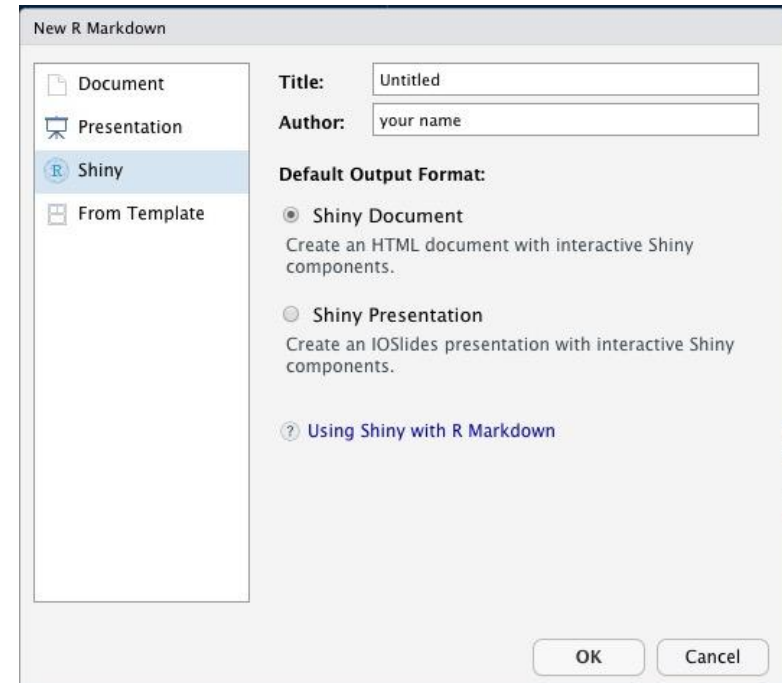 New R Markdown
Document
Presentation
R Shiny
From Template
Title: Untitled
Author: your name
Default Output Format:
Shiny Document
Create an HTML document with interactive Shiny
components.
Shiny Presentation
Create an IOSlides presentation with interactive Shiny
components.
? Using Shiny with R Markdown
OK Cancel